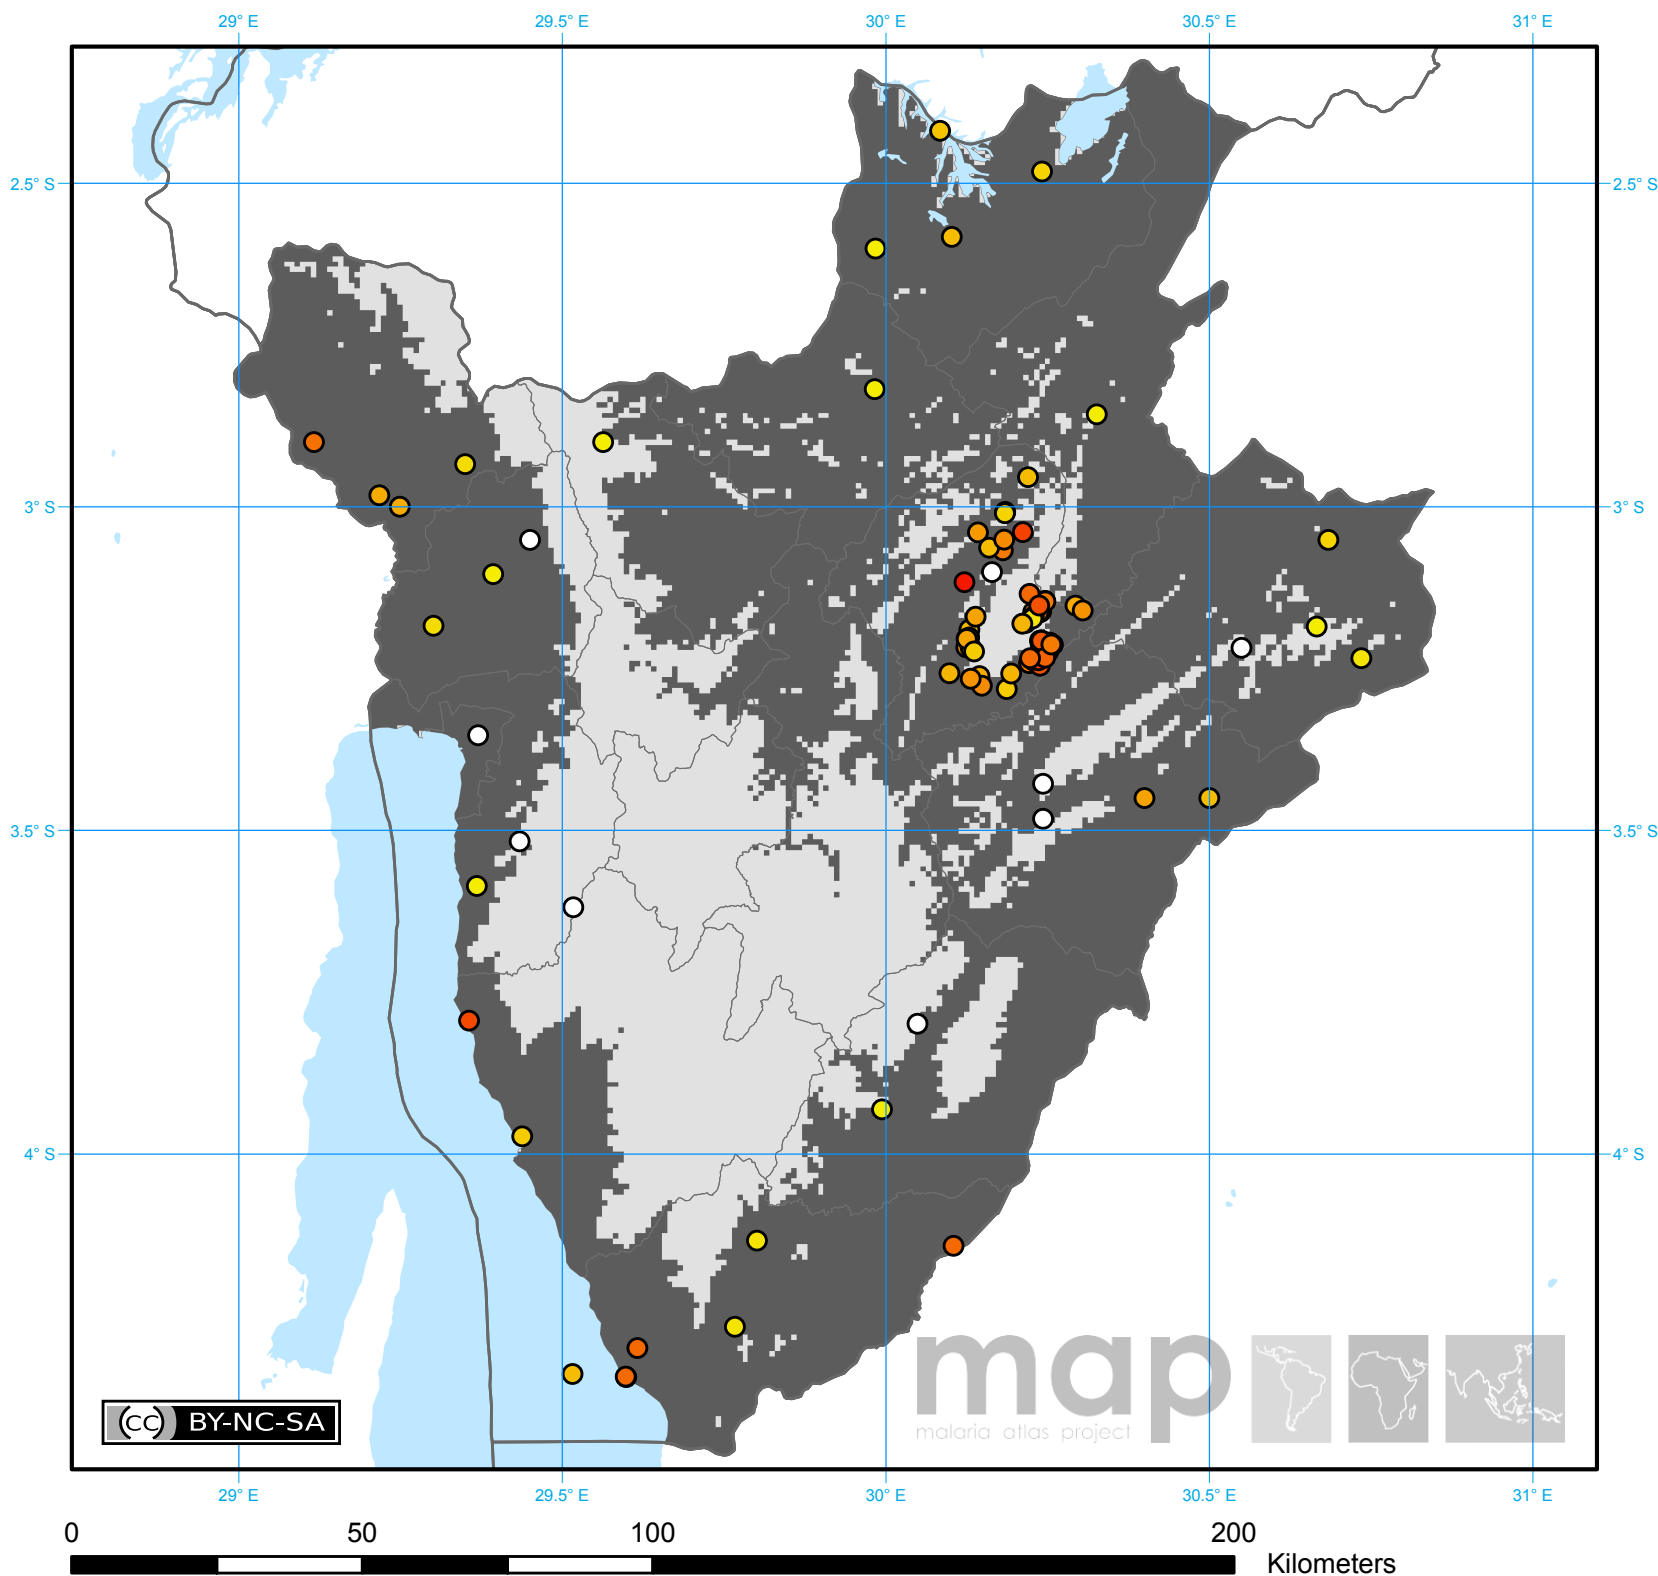 29° E 29.5° E 30° E 30.5° E 31° E
2.5° S 2.5° S
3° S 3° S
3.5° S 3.5° S
4° S 4° S
map
malaria atlas project
cc BY-NC-SA
29° E 29.5° E 30° E 30.5° E 31° E
0 50 100 200
Kilometers